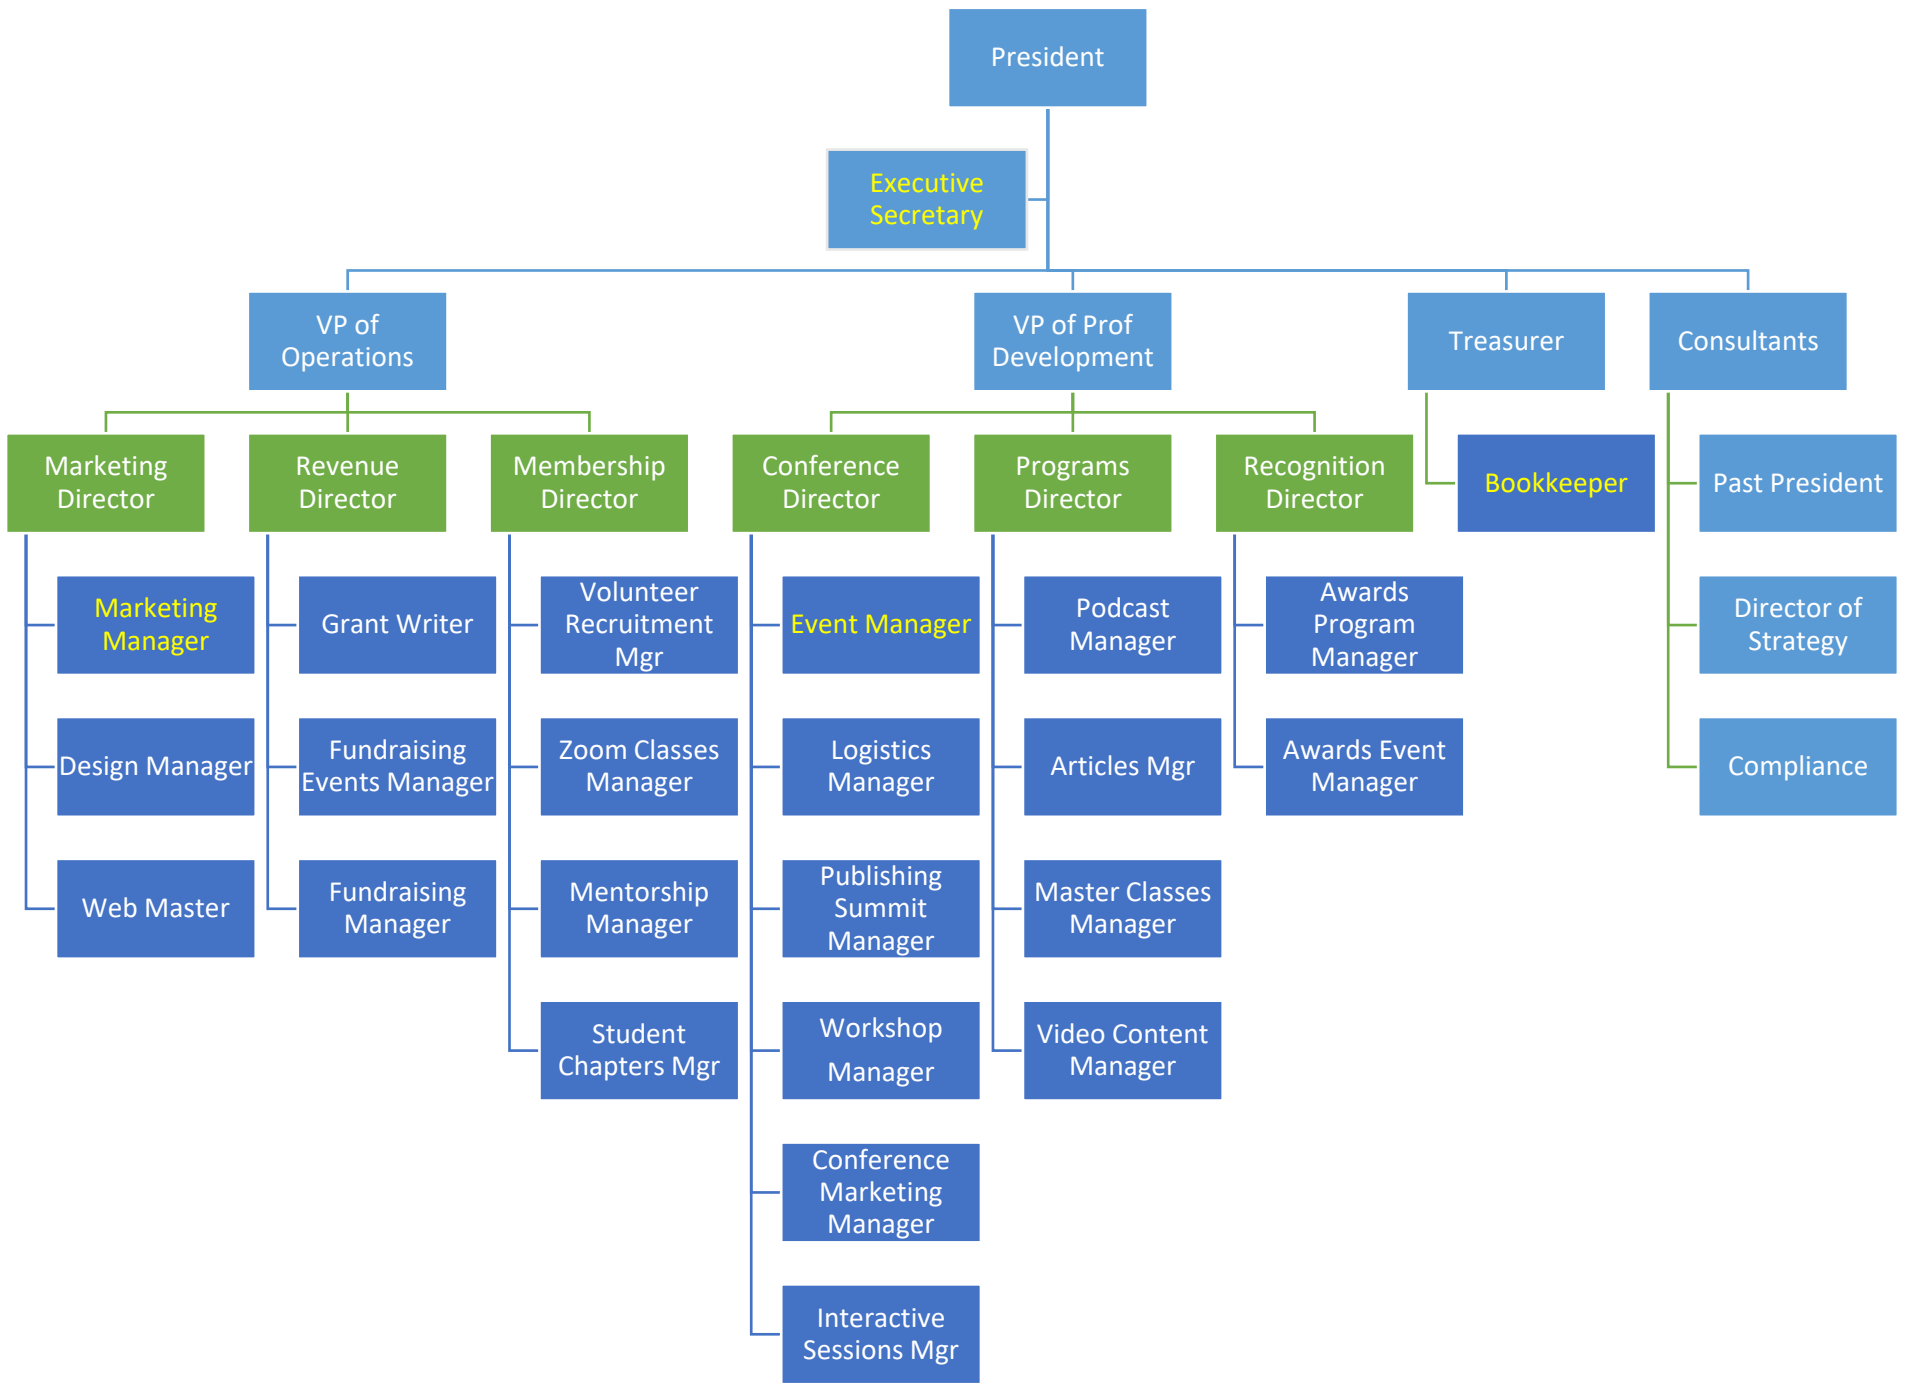 President
Executive
Secretary
VP of
Operations
VP of Prof
Development
Treasurer
Consultants
Marketing
Director
Revenue
Director
Membership
Director
Conference
Director
Programs
Director
Recognition
Director
Bookkeeper
Past President
Marketing
Manager
Grant Writer
Volunteer
Recruitment
Mgr
Event Manager
Podcast
Manager
Awards
Program
Manager
Director of
Strategy
Design Manager
Fundraising
Events Manager
Zoom Classes
Manager
Logistics
Manager
Articles Mgr
Awards Event
Manager
Compliance
Web Master
Fundraising
Manager
Mentorship
Manager
Publishing
Summit
Manager
Master Classes
Manager
Student
Chapters Mgr
Workshop
Manager
Video Content
Manager
Conference
Marketing
Manager
Interactive
Sessions Mgr